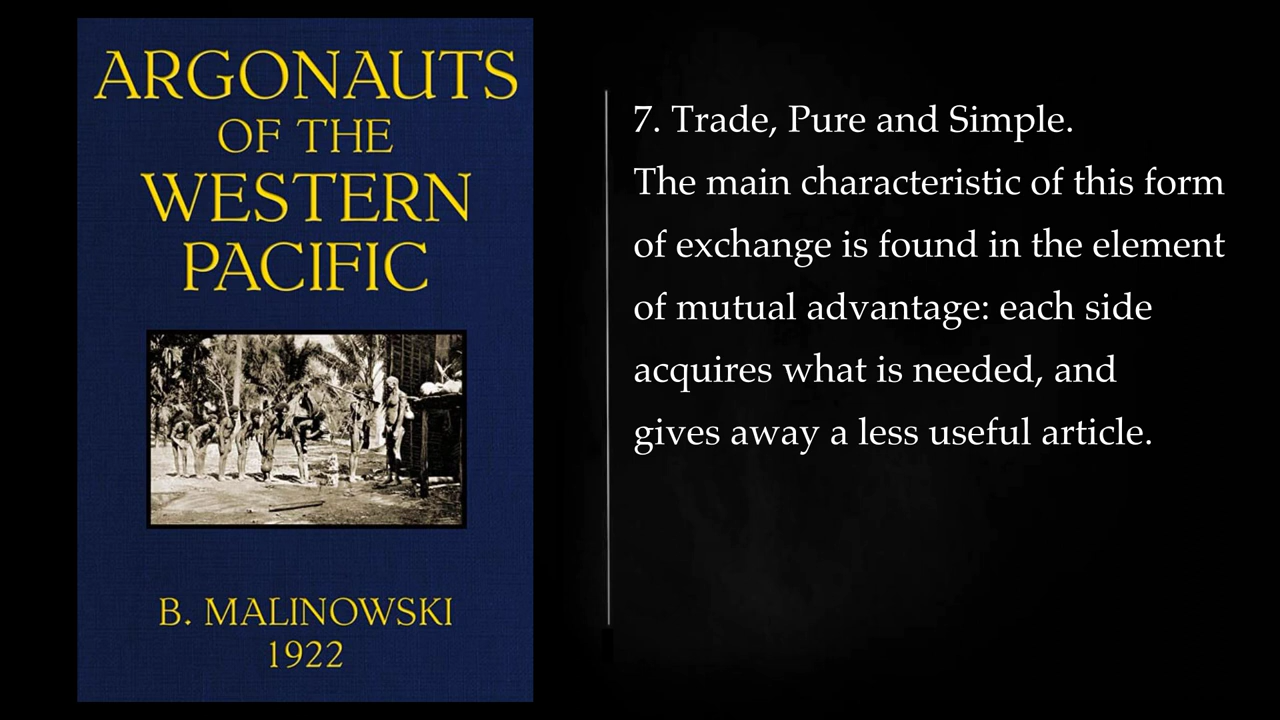 ARGONAUTS
OF THE
WESTERN
PACIFIC
B. MALINOWSKI
1922
7. Trade, Pure and Simple.
The main characteristic of this form
of exchange is found in the element
of mutual advantage: each side
acquires what is needed, and
gives away a less useful article.